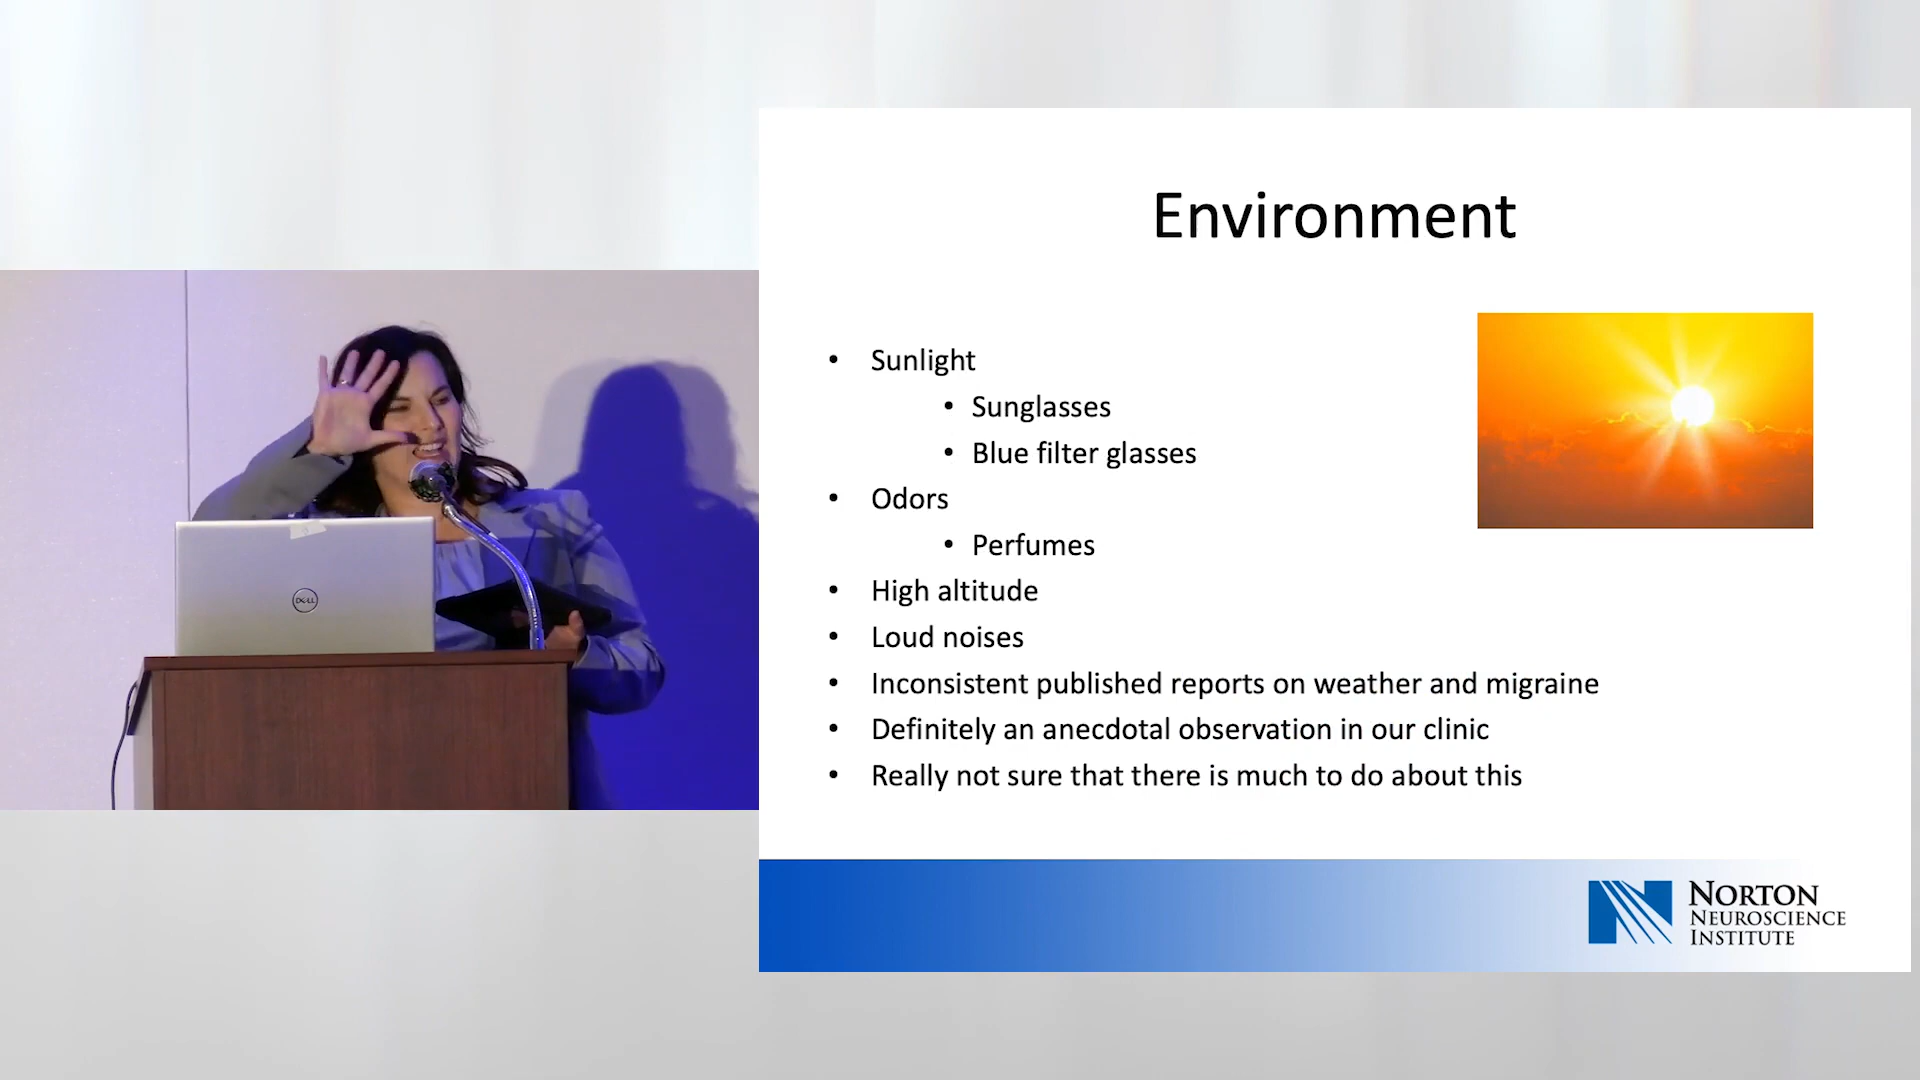 Environment
Sunlight
Sunglasses
Blue filter glasses
Odors
Perfumes
High altitude
Loud noises
Inconsistent published reports on weather and migraine
Definitely an anecdotal observation in our clinic
Really not sure that there is much to do about this
DELL
NORTON
NEUROSCIENCE
INSTITUTE